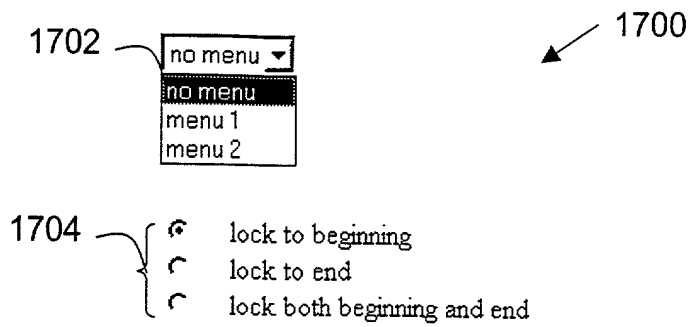 1700
1702
no menu
no menu
menu 1
menu 2
1704
lock to beginning
lock to end
lock both beginning and end